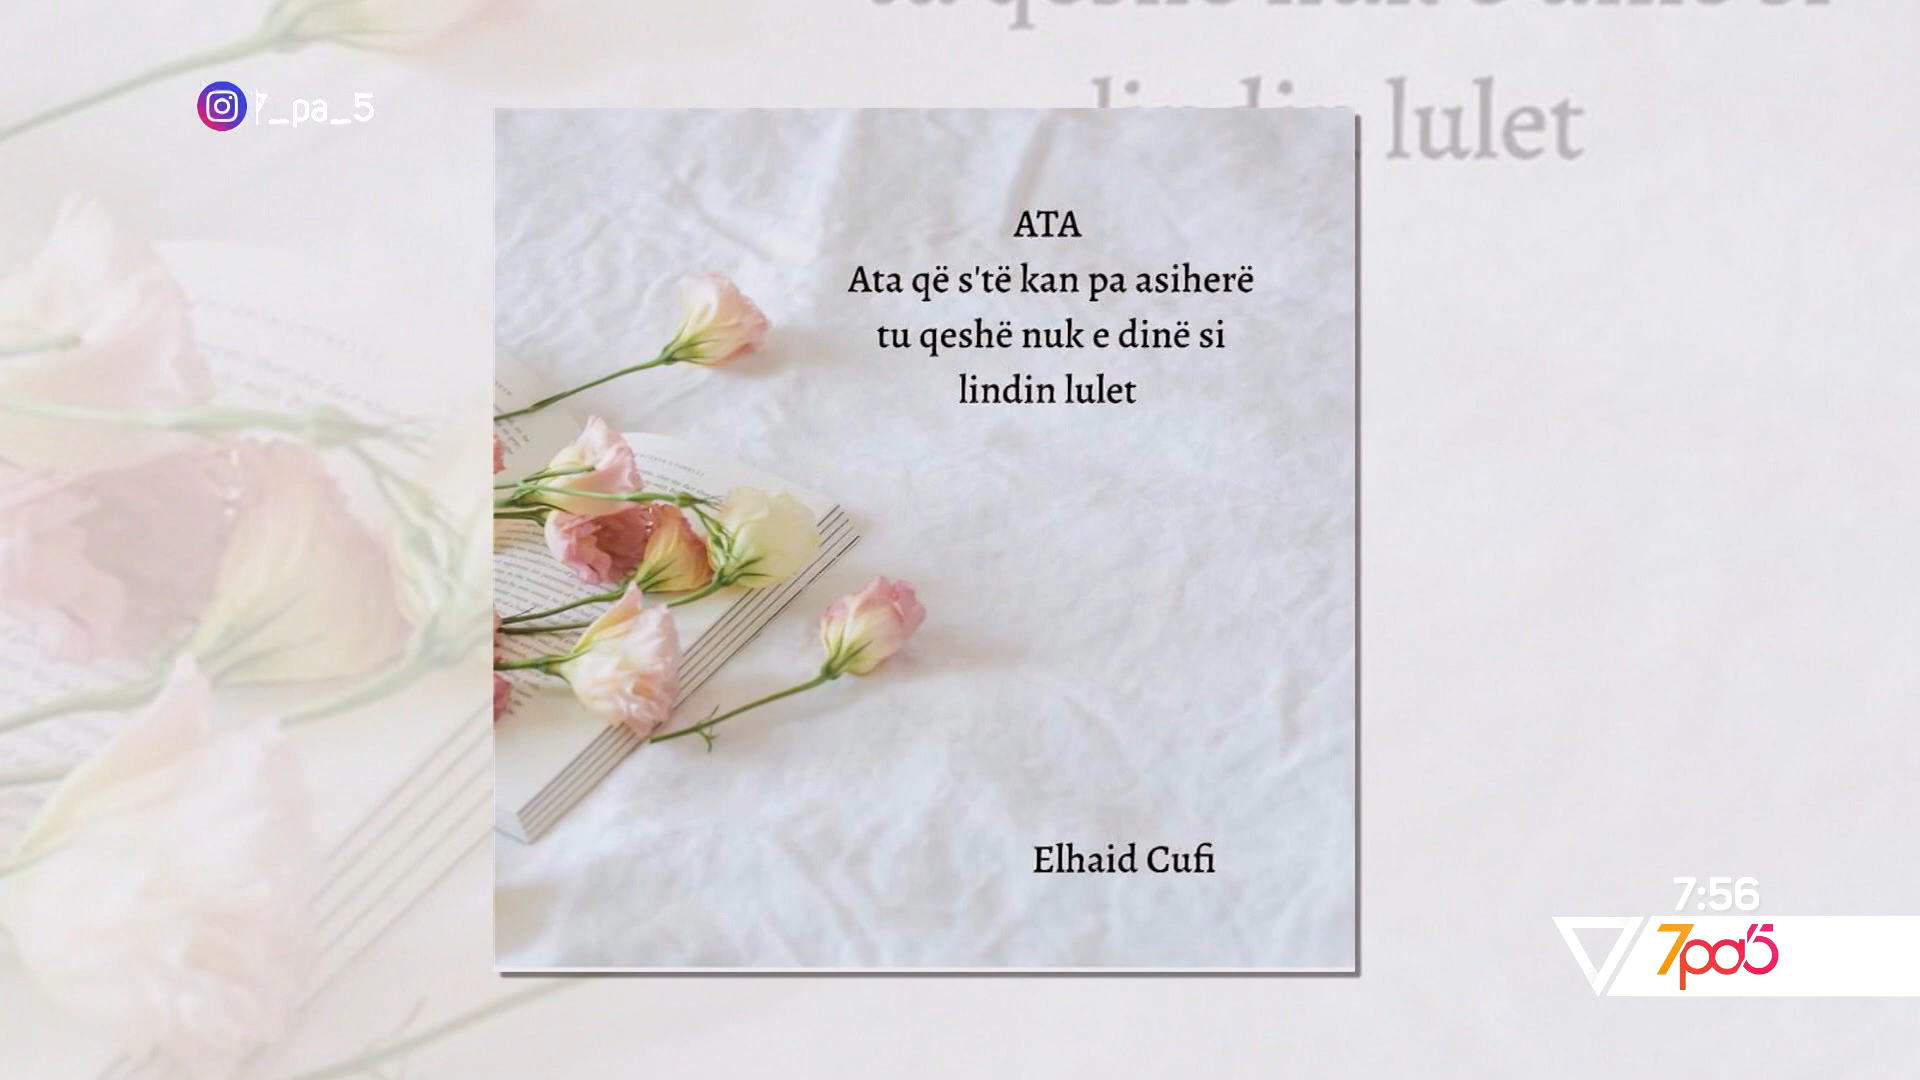 lulet
7_pa_5
ATA
Ata që s'të kan pa asiherë
tu qeshë nuk e dinë si
lindin lulet
Elhaid Cufi
7:56
7pa5